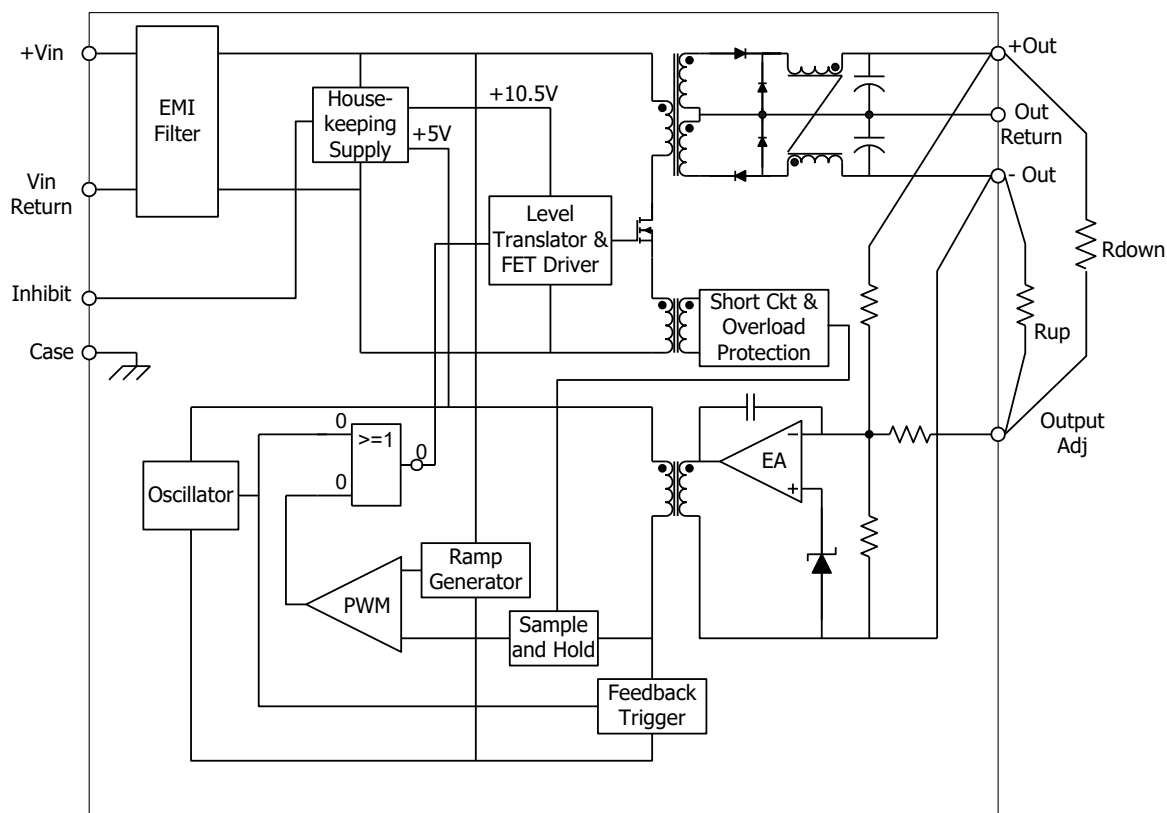 +Vin
EMI
Filter
House-
keeping
Supply
+10.5V
+5V
+Out
Out
Return
- Out
Vin
Return
Level
Translator &
FET Driver
Rdown
Inhibit
Short Ckt &
Overload
Protection
Rup
Case
0
>=1
0
0
EA
−
+
Output
Adj
Oscillator
Ramp
Generator
PWM
Sample
and Hold
Feedback
Trigger